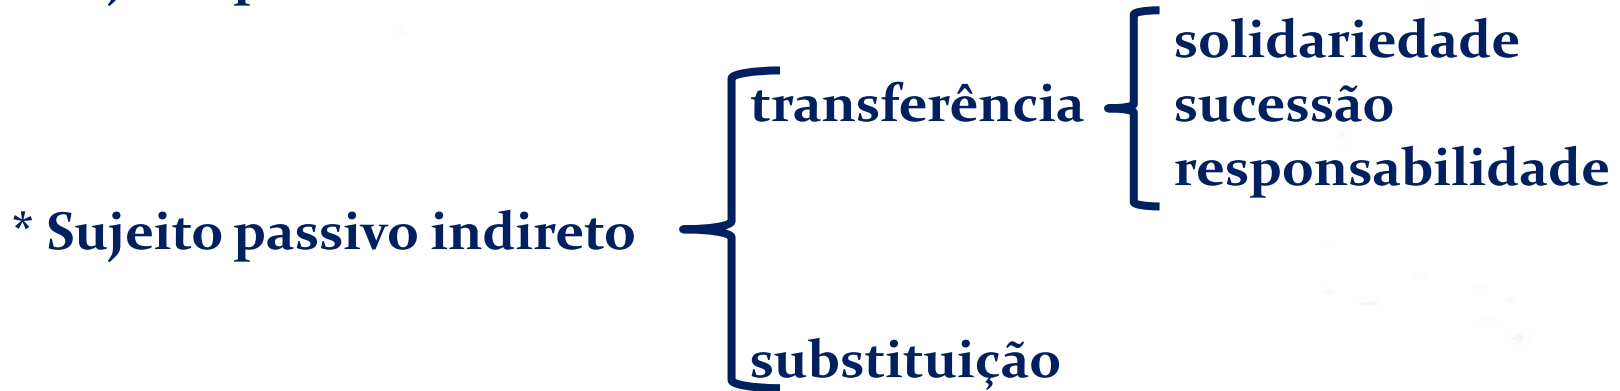 solidariedade
transferência
sucessão
responsabilidade
* Sujeito passivo indireto
substituição